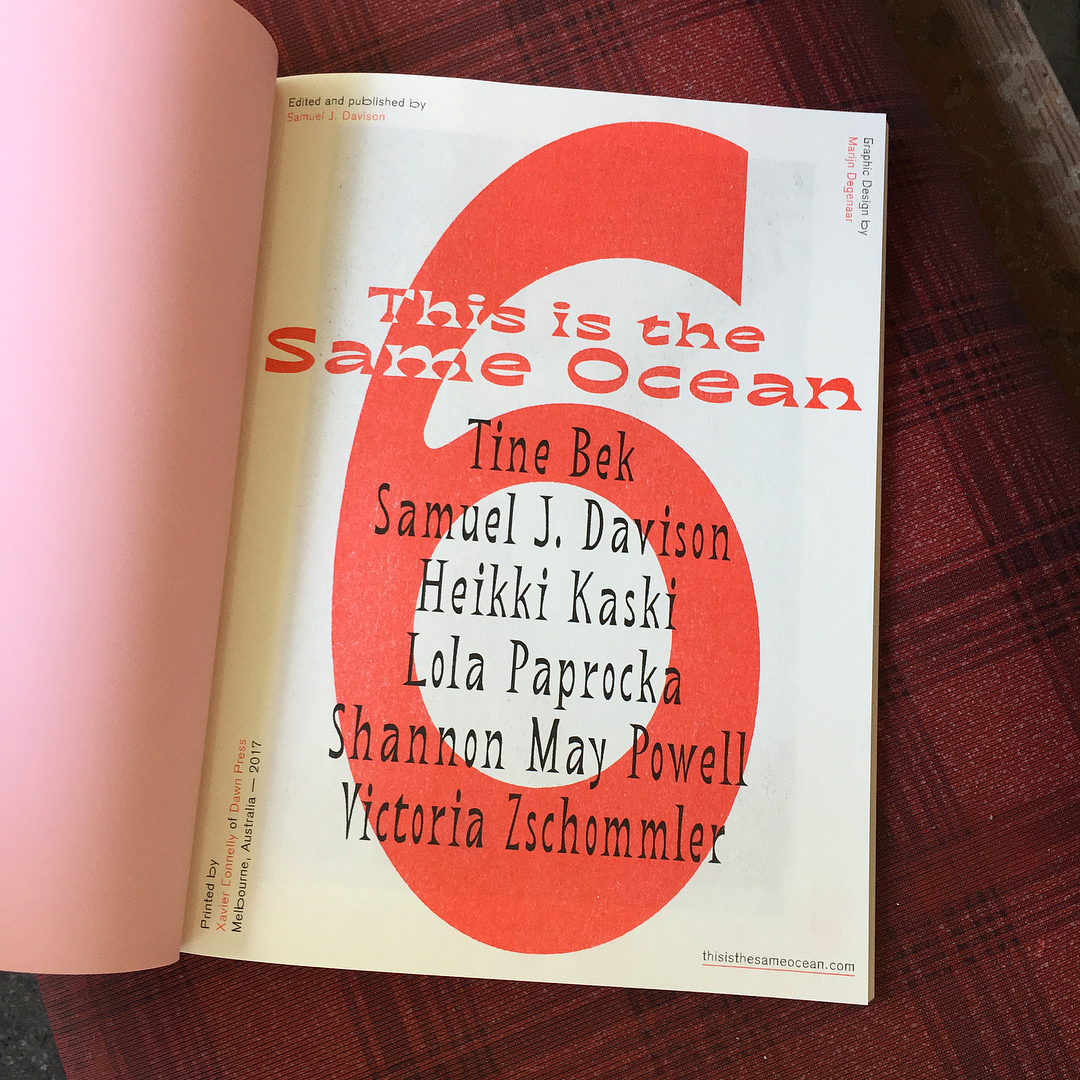 Edited and published by
Samuel J. Davison
Graphic Design by
Marijn Degenaar
6
This is the
Same Ocean
Tine Bek
Samuel J. Davison
Heikki Kaski
Lola Paprocka
Shannon May Powell
Victoria Zschommler
Printed by
Xavier Connelly of Dawn Press
Melbourne, Australia — 2017
thisisthesameocean.com